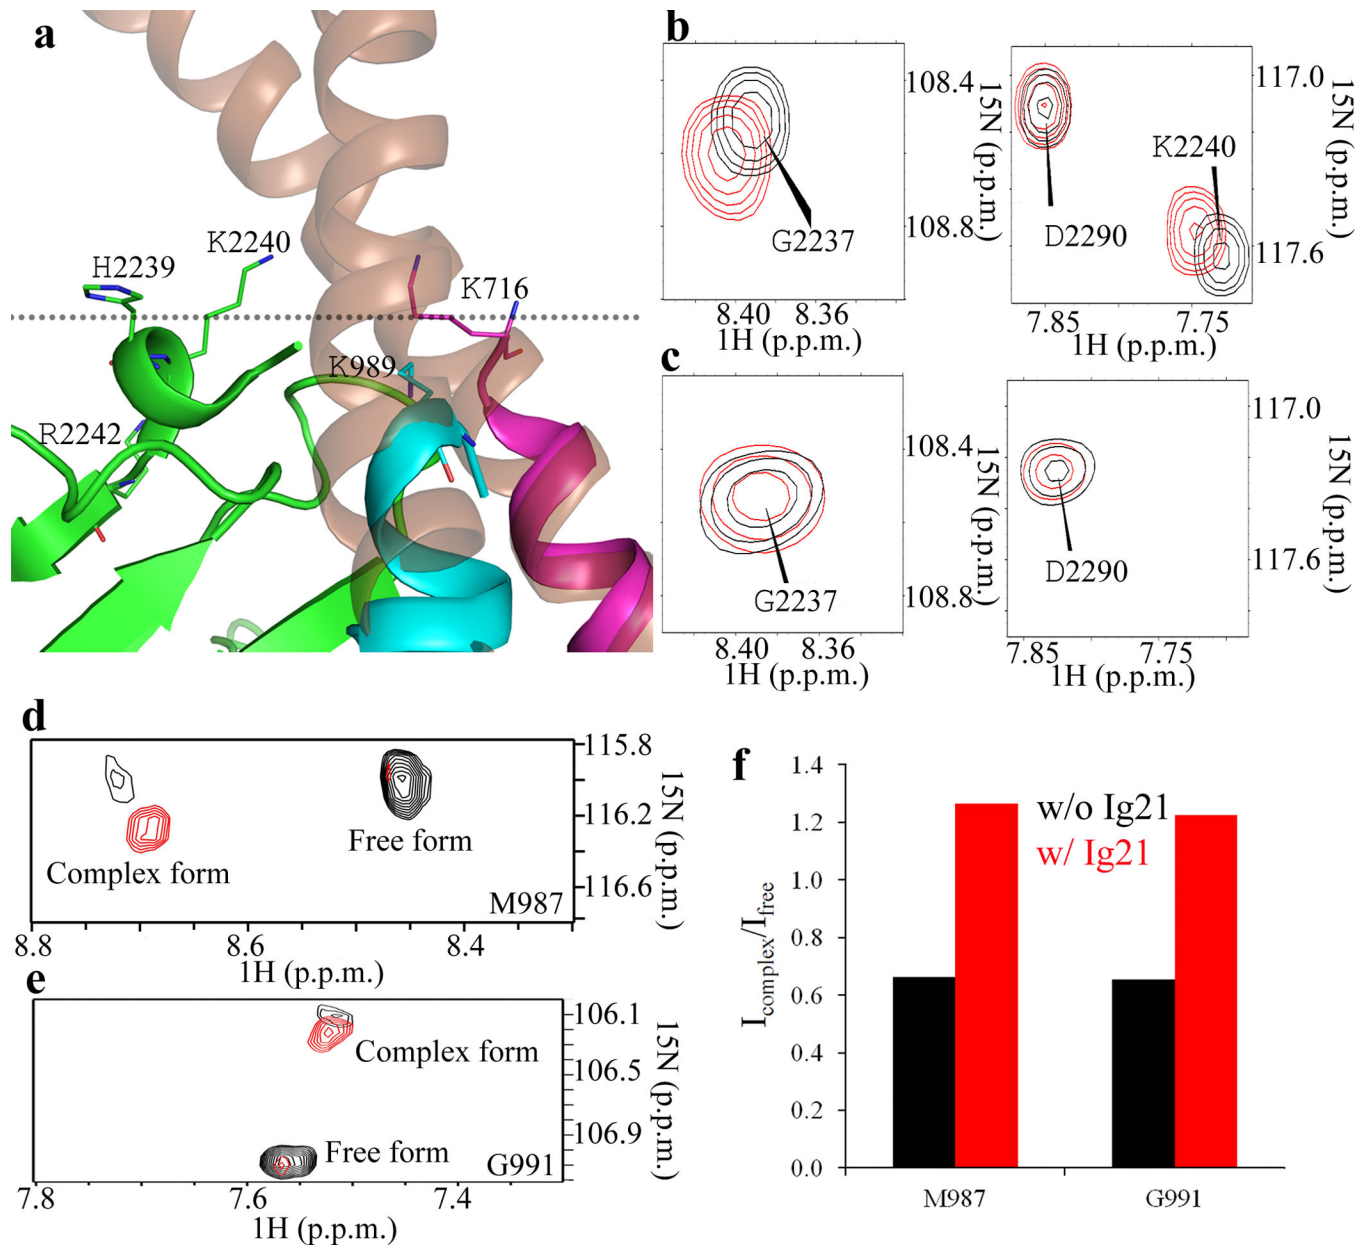 a
K2240
H2239
K716
K989
R2242
b
108.4
108.8
15N (p.p.m.)
G2237
8.40 8.36
1H (p.p.m.)
117.0
K2240
D2290
117.6
15N (p.p.m.)
7.85 7.75
1H (p.p.m.)
c
108.4
108.8
15N (p.p.m.)
G2237
8.40 8.36
1H (p.p.m.)
117.0
117.6
15N (p.p.m.)
D2290
7.85 7.75
1H (p.p.m.)
d
115.8
116.2
116.6
15N (p.p.m.)
Free form
Complex form
M987
8.8 8.6 8.4
1H (p.p.m.)
e
106.1
106.5
106.9
15N (p.p.m.)
Complex form
Free form
G991
7.8 7.6 7.4
1H (p.p.m.)
f
1.4
1.2
1.0
0.8
0.6
0.4
0.2
0.0
Icomplex/Ifree
w/o Ig21
w/ Ig21
M987 G991